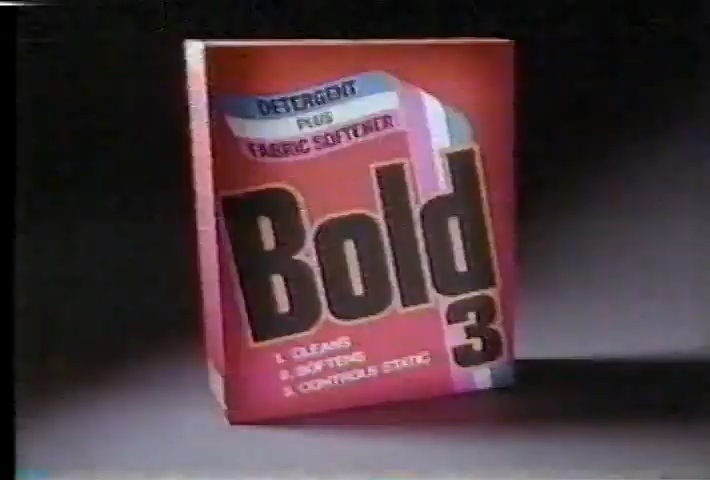 DETERGENT
PLUS
FABRIC SOFTENER
Bold
3
1. CLEANS
2. SOFTENS
3. CONTROLS STATIC